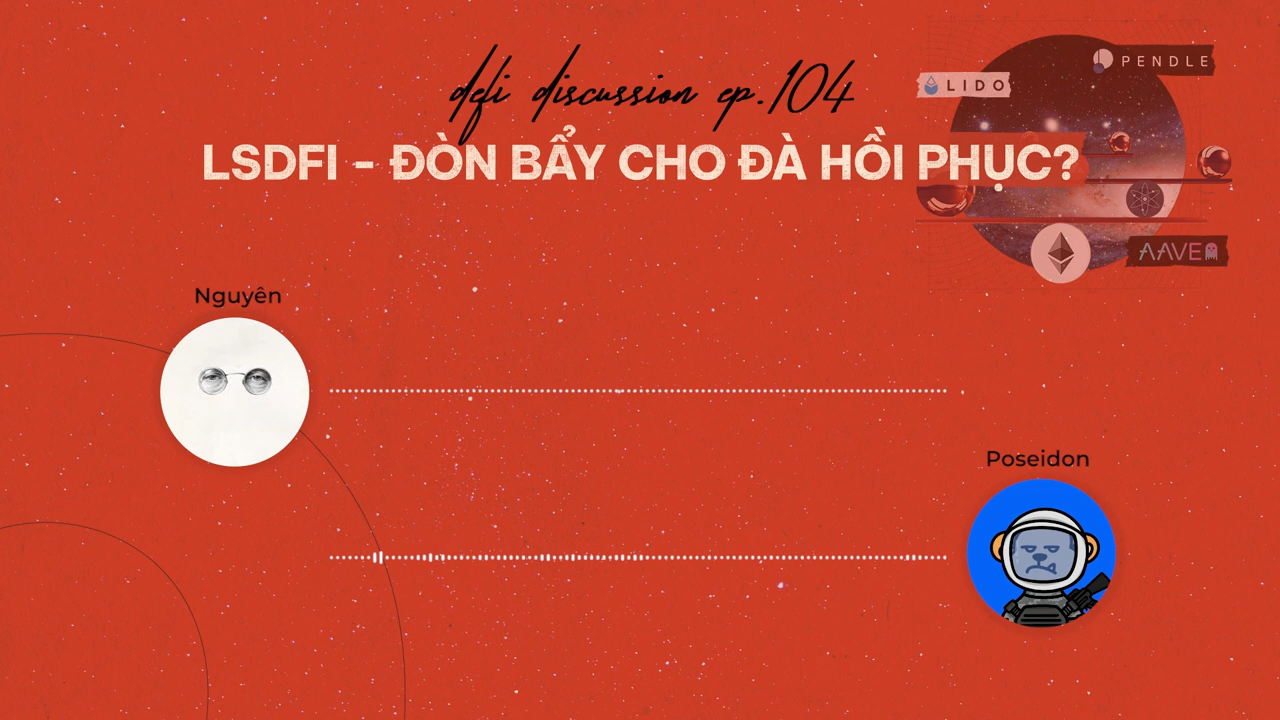 defi discussion ep.104
LSDFI - ĐÒN BẨY CHO ĐÀ HỒI PHỤC?
PENDLE
LIDO
AAVE
Nguyên
Poseidon